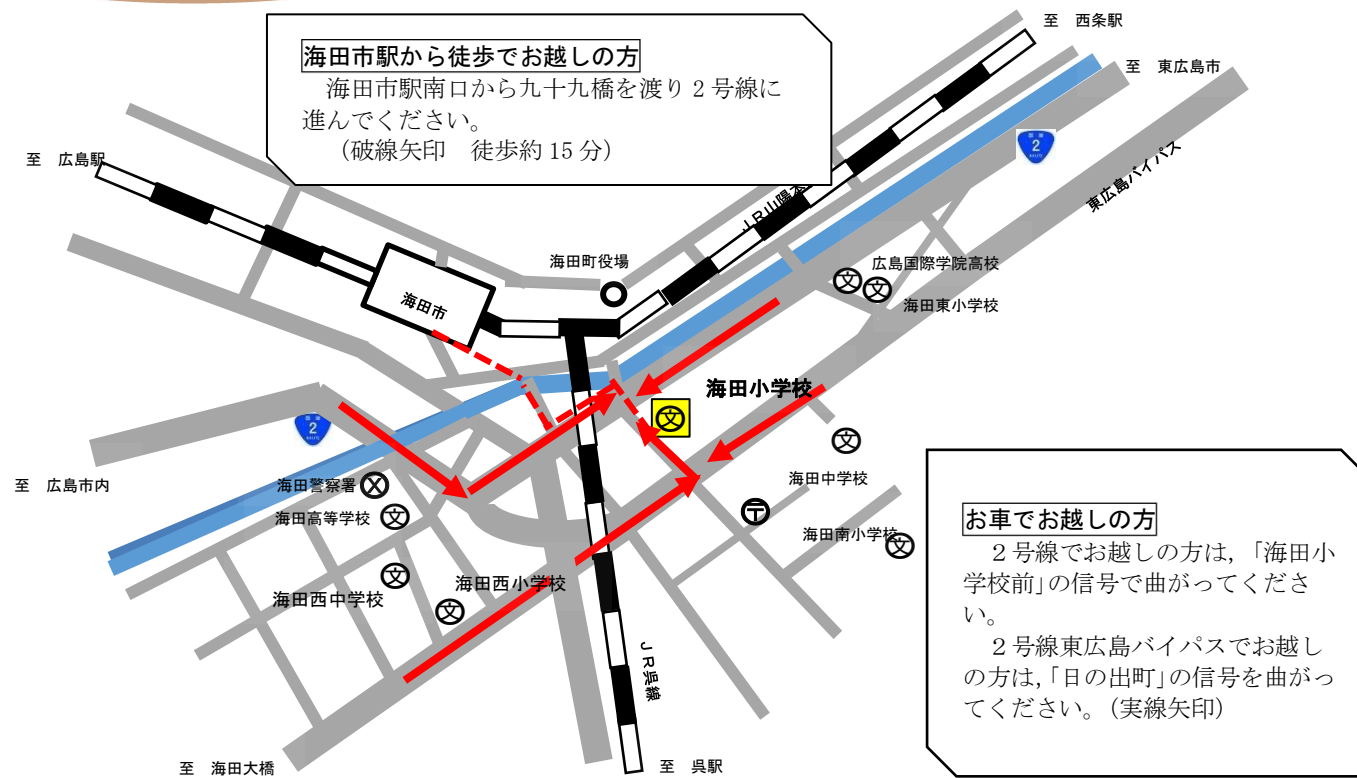 海田市駅から徒歩でお越しの方
海田市駅南口から九十九橋を渡り2号線に
進んでください。
(破線矢印　徒歩約15分)
至　西条駅
至　東広島市
2
東広島バイパス
至　広島駅
JR山陽本
海田町役場
海田市
広島国際学院高校
文
文
海田東小学校
海田小学校
文
2
至　広島市内
海田警察署
X
海田高等学校
文
海田西中学校
文
海田西小学校
文
文
海田中学校
〒
海田南小学校
文
JR呉線
至　海田大橋
至　呉駅
お車でお越しの方
2号線でお越しの方は，「海田小
学校前」の信号で曲がってくださ
い。
2号線東広島バイパスでお越し
の方は，「日の出町」の信号を曲がっ
てください。(実線矢印)